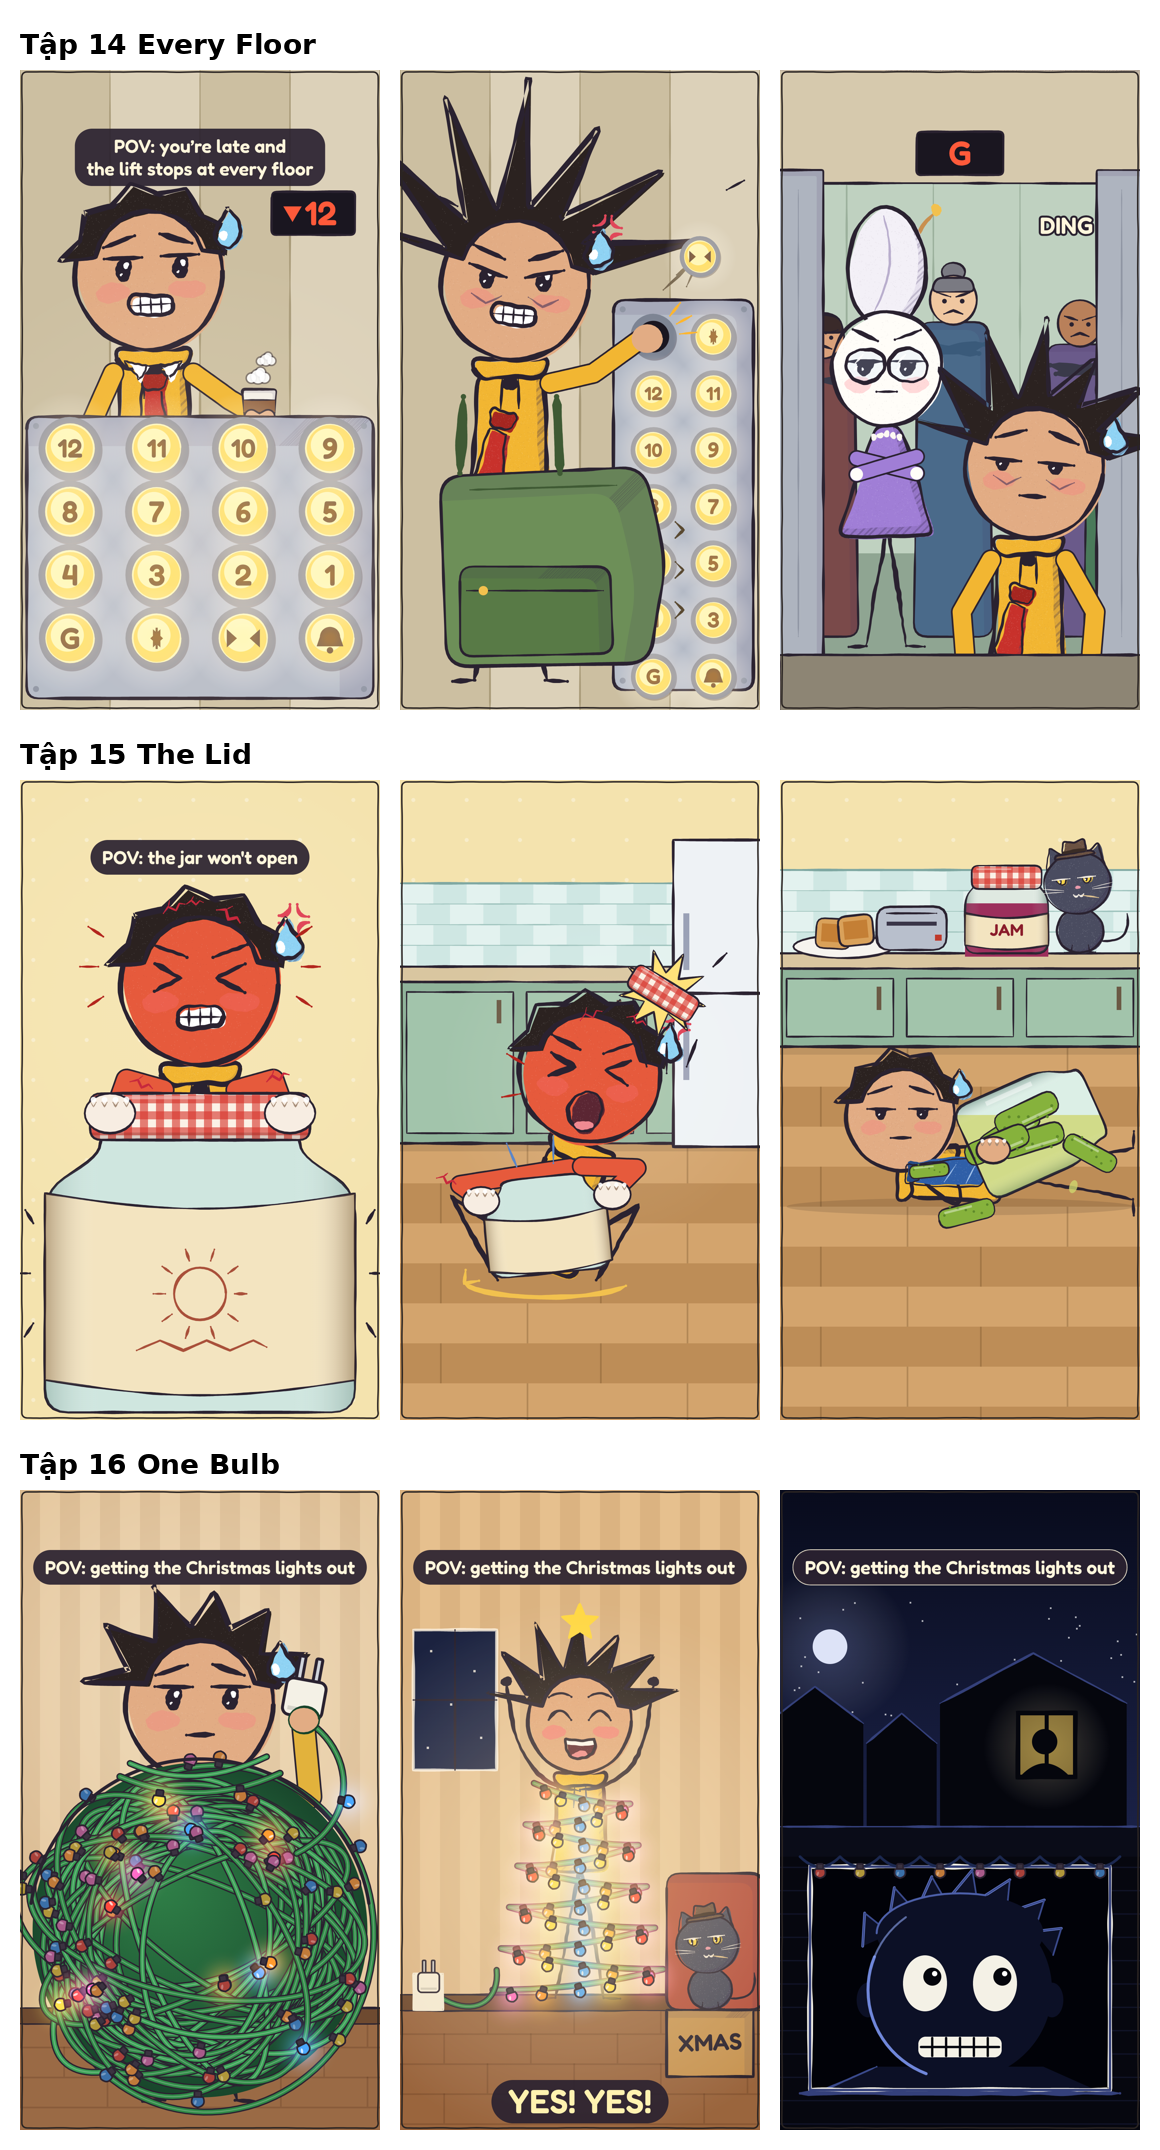 Tập 14 Every Floor
POV: you're late and
the lift stops at every floor
▼12
12 11 10 9
8 7 6 5
4 3 2 1
G
12 11
10 9
7
5
3
G
G
DING
Tập 15 The Lid
POV: the jar won't open
JAM
Tập 16 One Bulb
POV: getting the Christmas lights out
POV: getting the Christmas lights out
XMAS
YES! YES!
POV: getting the Christmas lights out